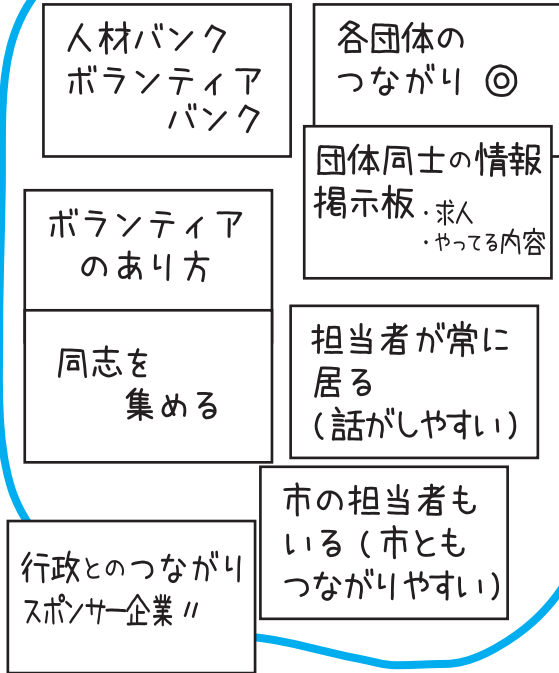 人材バンク
ボランティア
バンク
各団体の
つながり ◎
団体同士の情報
掲示板 ・求人
・やってる内容
ボランティア
のあり方
同志を
集める
担当者が常に
居る
(話がしやすい)
市の担当者も
いる(市とも
つながりやすい)
行政とのつながり
スポンサー企業 〃